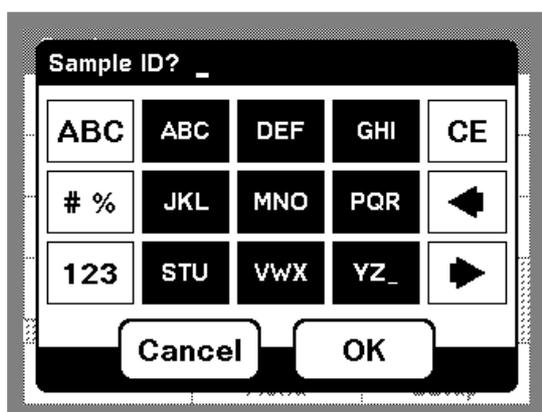 Sample ID? _
ABC ABC DEF GHI CE
# % JKL MNO PQR
123 STU VWX YZ_
Cancel OK